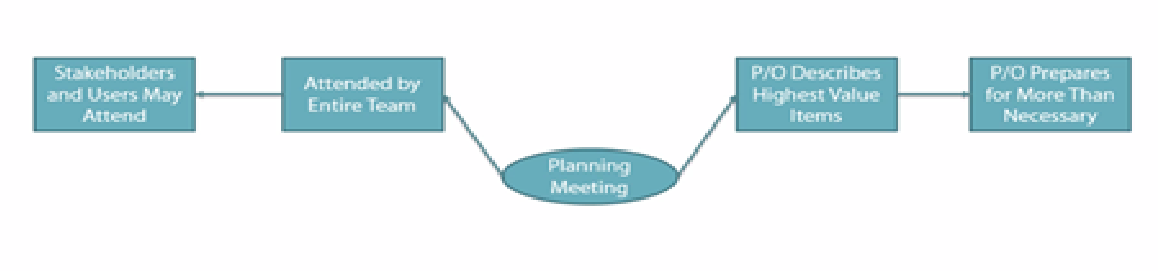 Stakeholders
and Users May
Attend
Attended by
Entire Team
Planning
Meeting
P/O Describes
Highest Value
Items
P/O Prepares
for More Than
Necessary